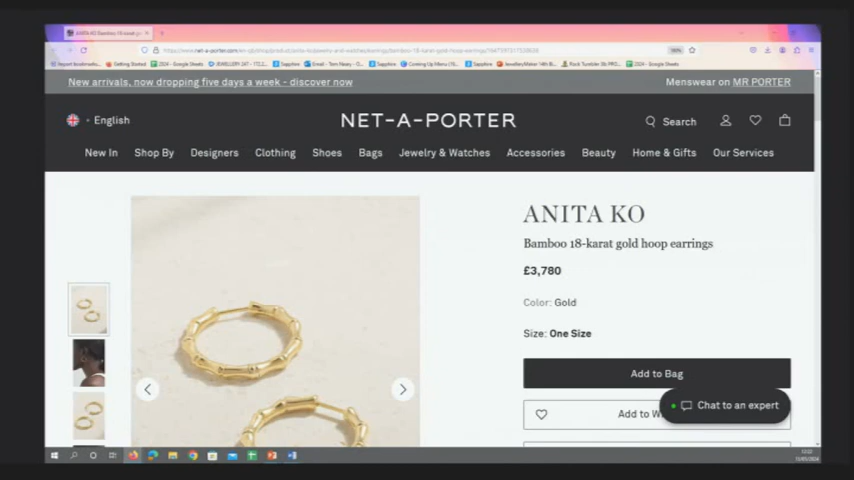 New arrivals, now dropping five days a week - discover now
Menswear on MR PORTER
English
NET-A-PORTER
Search
New In
Shop By
Designers
Clothing
Shoes
Bags
Jewelry & Watches
Accessories
Beauty
Home & Gifts
Our Services
ANITA KO
Bamboo 18-karat gold hoop earrings
£3,780
Color: Gold
Size: One Size
Add to Bag
Add to
Chat to an expert